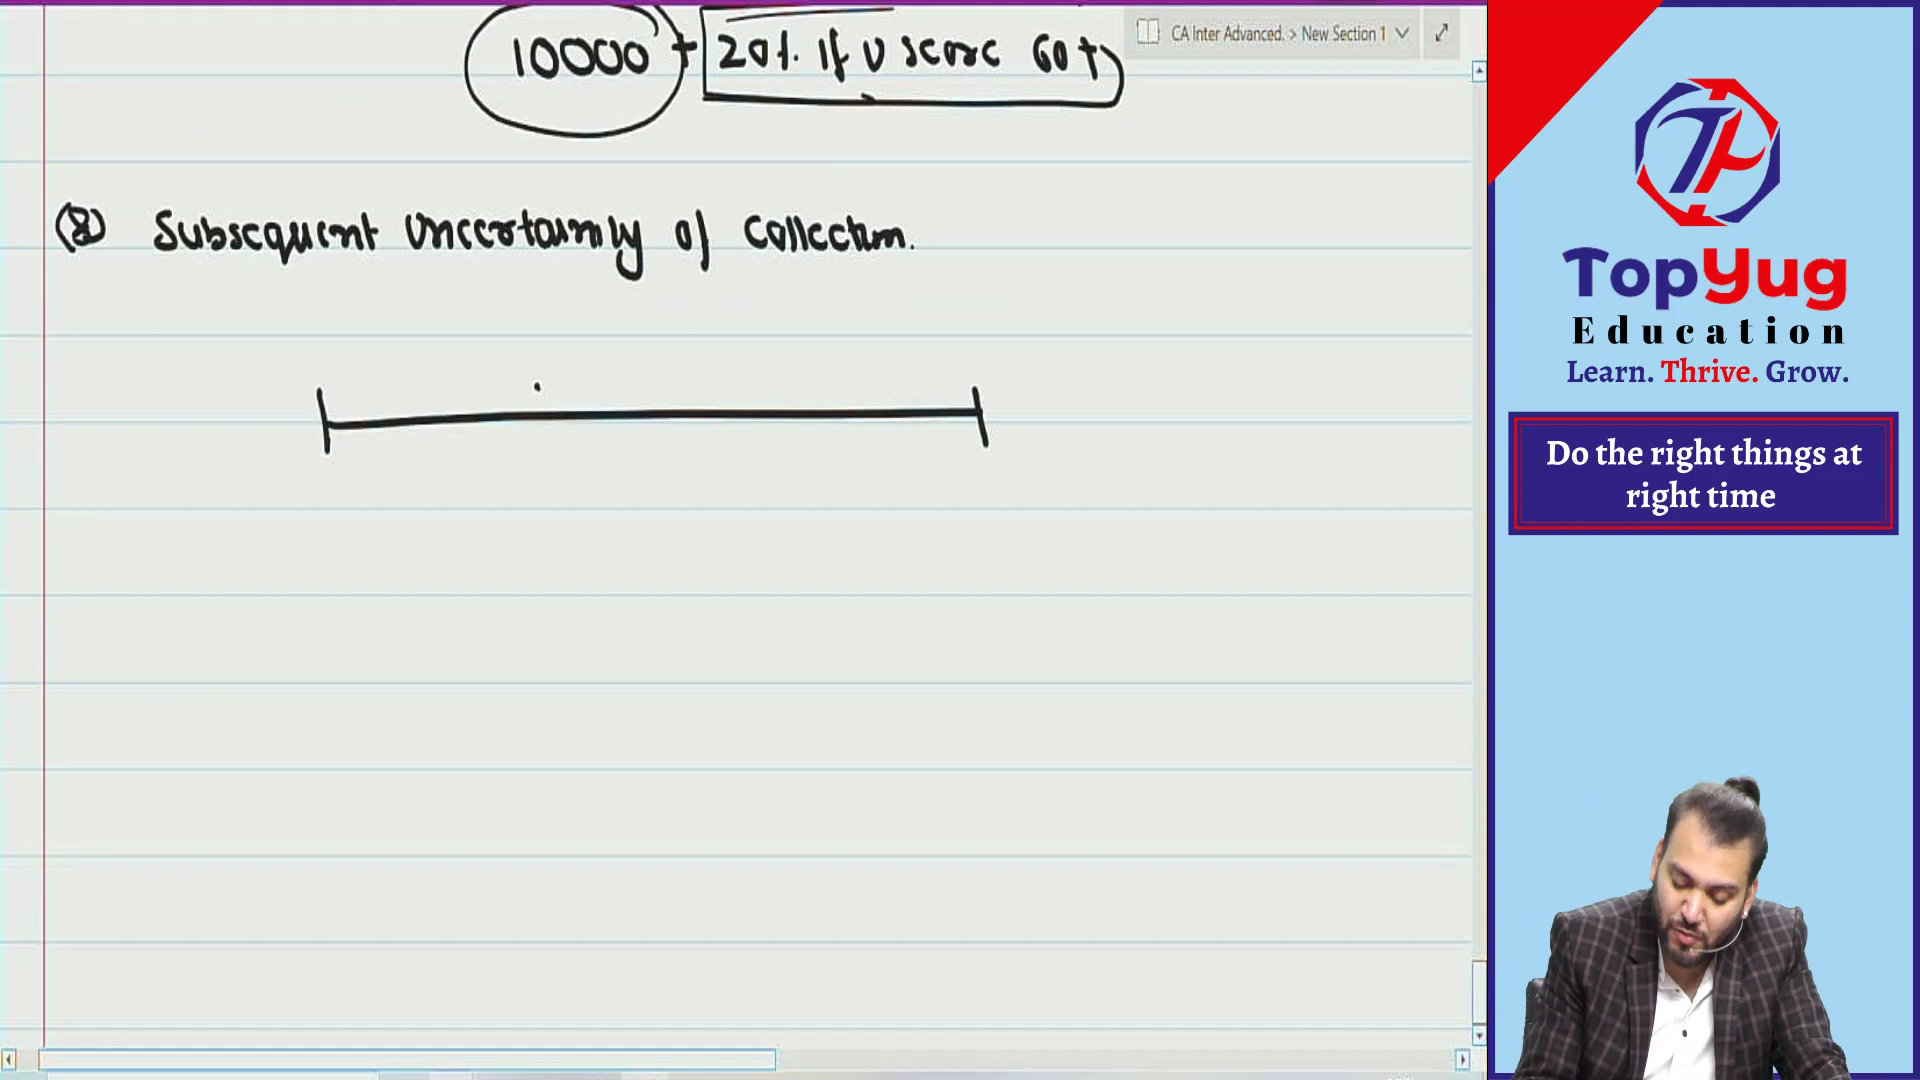 10000 + 20%. If U score 60+
CA Inter Advanced. > New Section 1
(8) Subsequent Uncertainity of Collection.
TopYug
Education
Learn. Thrive. Grow.
Do the right things at
right time